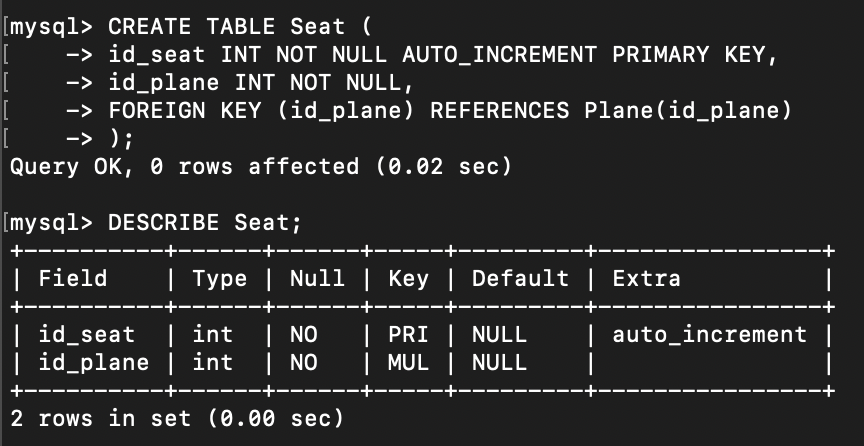 [mysql> CREATE TABLE Seat (
[    -> id_seat INT NOT NULL AUTO_INCREMENT PRIMARY KEY,
[    -> id_plane INT NOT NULL,
[    -> FOREIGN KEY (id_plane) REFERENCES Plane(id_plane)
[    -> );
Query OK, 0 rows affected (0.02 sec)

[mysql> DESCRIBE Seat;
+----------+------+------+-----+---------+----------------+
| Field    | Type | Null | Key | Default | Extra          |
+----------+------+------+-----+---------+----------------+
| id_seat  | int  | NO   | PRI | NULL    | auto_increment |
| id_plane | int  | NO   | MUL | NULL    |                |
+----------+------+------+-----+---------+----------------+
2 rows in set (0.00 sec)